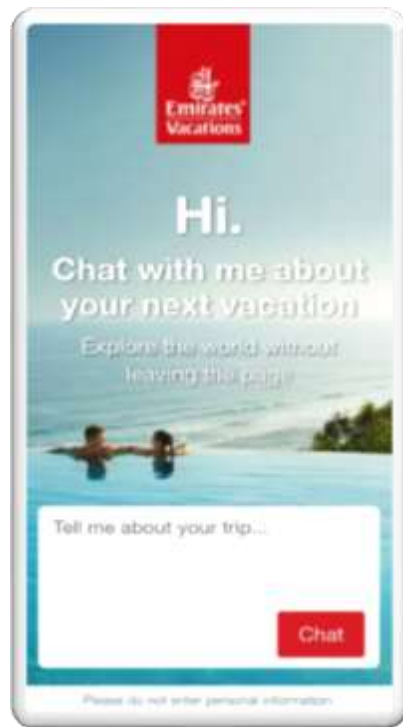 Emirates
Vacations
Hi.
Chat with me about
your next vacation
Explore the world without
leaving the page
Tell me about your trip...
Chat
Please do not enter personal information